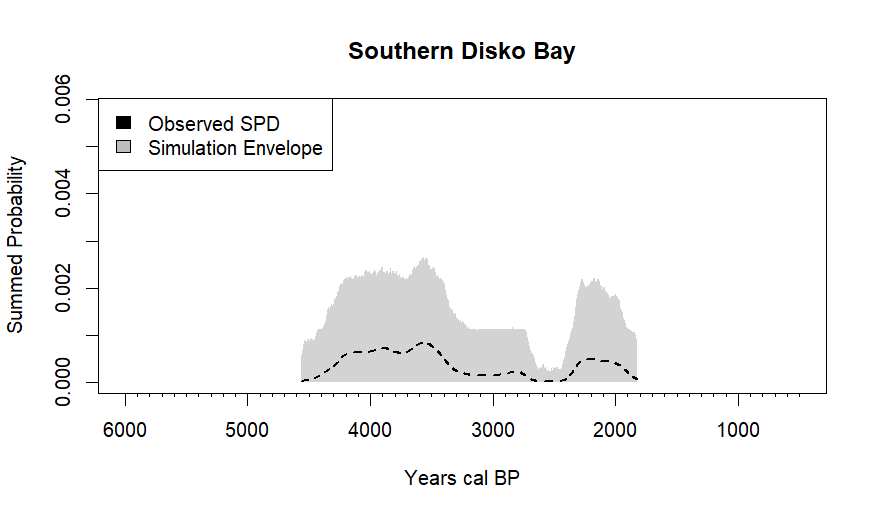 Southern Disko Bay
Observed SPD
Simulation Envelope
Summed Probability
0.006
0.004
0.002
0.000
6000 5000 4000 3000 2000 1000
Years cal BP